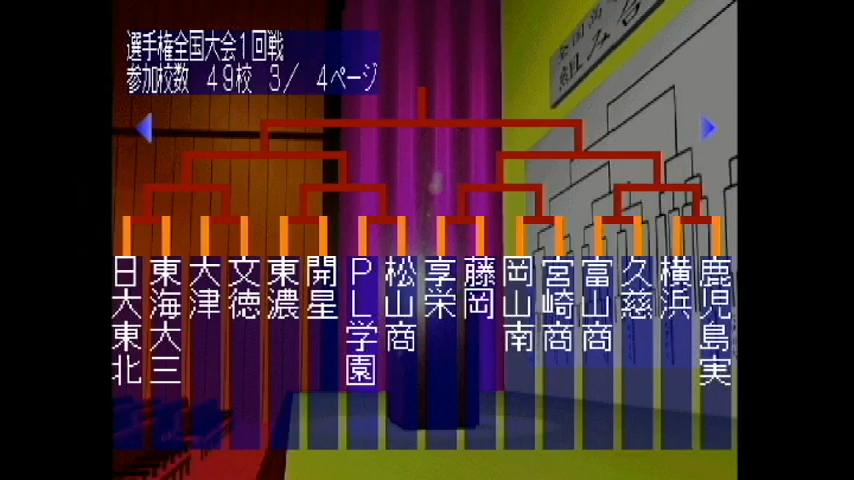 選手権全国大会1回戦
参加校数 49校 3/ 4ページ
日大東北
東海大三
大津
文徳
東濃
開星
PL学園
松山商
享栄
藤岡
岡山南
宮崎商
富山商
久慈
横浜
鹿児島実
組み合